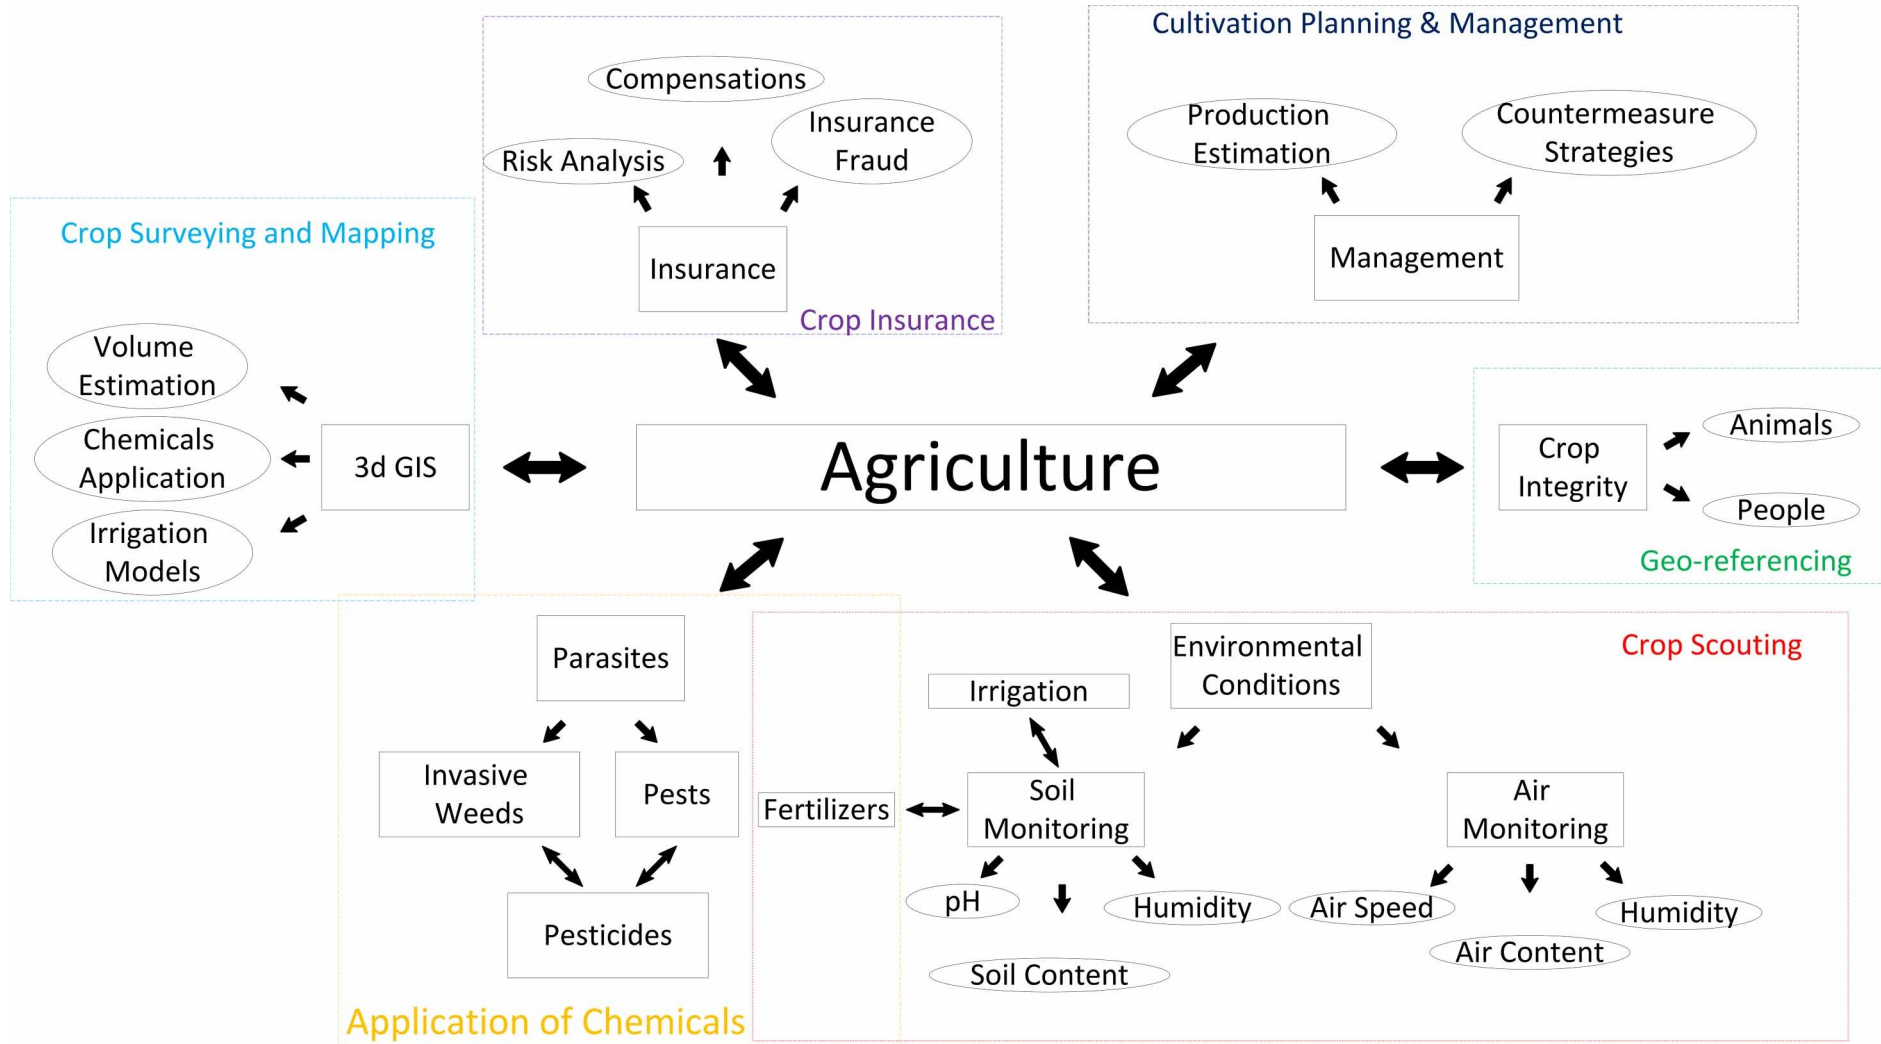 Cultivation Planning & Management
Compensations
Insurance
Fraud
Risk Analysis
Insurance
Crop Insurance
Production
Estimation
Countermeasure
Strategies
Management
Crop Surveying and Mapping
Volume
Estimation
Chemicals
Application
Irrigation
Models
3d GIS
Agriculture
Crop
Integrity
Animals
People
Geo-referencing
Parasites
Invasive
Weeds
Pests
Pesticides
Application of Chemicals
Fertilizers
Crop Scouting
Environmental
Conditions
Irrigation
Soil
Monitoring
pH
Humidity
Soil Content
Air
Monitoring
Air Speed
Humidity
Air Content